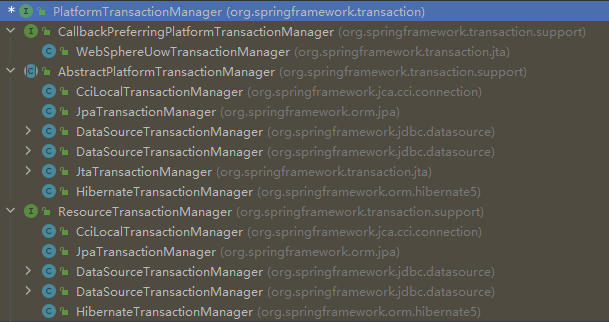 * PlatformTransactionManager (org.springframework.transaction)
CallbackPreferringPlatformTransactionManager (org.springframework.transaction.support)
WebSphereUowTransactionManager (org.springframework.transaction.jta)
AbstractPlatformTransactionManager (org.springframework.transaction.support)
CciLocalTransactionManager (org.springframework.jca.cci.connection)
JpaTransactionManager (org.springframework.orm.jpa)
DataSourceTransactionManager (org.springframework.jdbc.datasource)
DataSourceTransactionManager (org.springframework.jdbc.datasource)
JtaTransactionManager (org.springframework.transaction.jta)
HibernateTransactionManager (org.springframework.orm.hibernate5)
ResourceTransactionManager (org.springframework.transaction.support)
CciLocalTransactionManager (org.springframework.jca.cci.connection)
JpaTransactionManager (org.springframework.orm.jpa)
DataSourceTransactionManager (org.springframework.jdbc.datasource)
DataSourceTransactionManager (org.springframework.jdbc.datasource)
HibernateTransactionManager (org.springframework.orm.hibernate5)